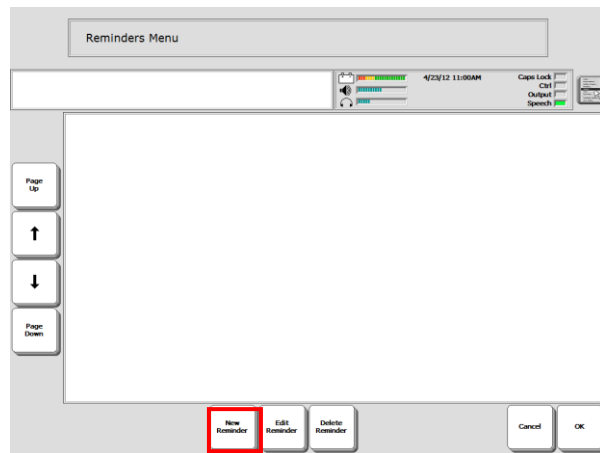 Reminders Menu
4/23/12 11:00AM
Caps Lock
Ctrl
Output
Speech
Page
Up
↑
↓
Page
Down
New
Reminder
Edit
Reminder
Delete
Reminder
Cancel
OK